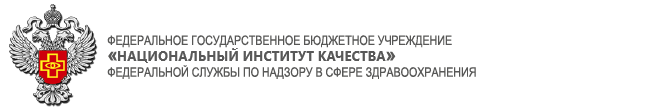 ФЕДЕРАЛЬНОЕ ГОСУДАРСТВЕННОЕ БЮДЖЕТНОЕ УЧРЕЖДЕНИЕ
«НАЦИОНАЛЬНЫЙ ИНСТИТУТ КАЧЕСТВА»
ФЕДЕРАЛЬНОЙ СЛУЖБЫ ПО НАДЗОРУ В СФЕРЕ ЗДРАВООХРАНЕНИЯ